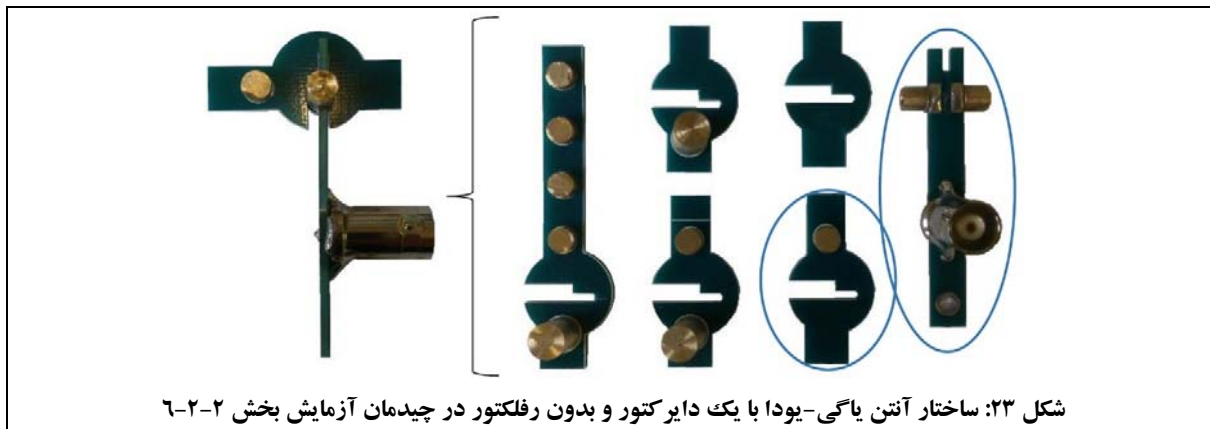 شکل ۲۳: ساختار آنتن یاگی-یودا با یک دایرکتور و بدون رفلکتور در چیدمان آزمایش بخش ۲-۲-۶